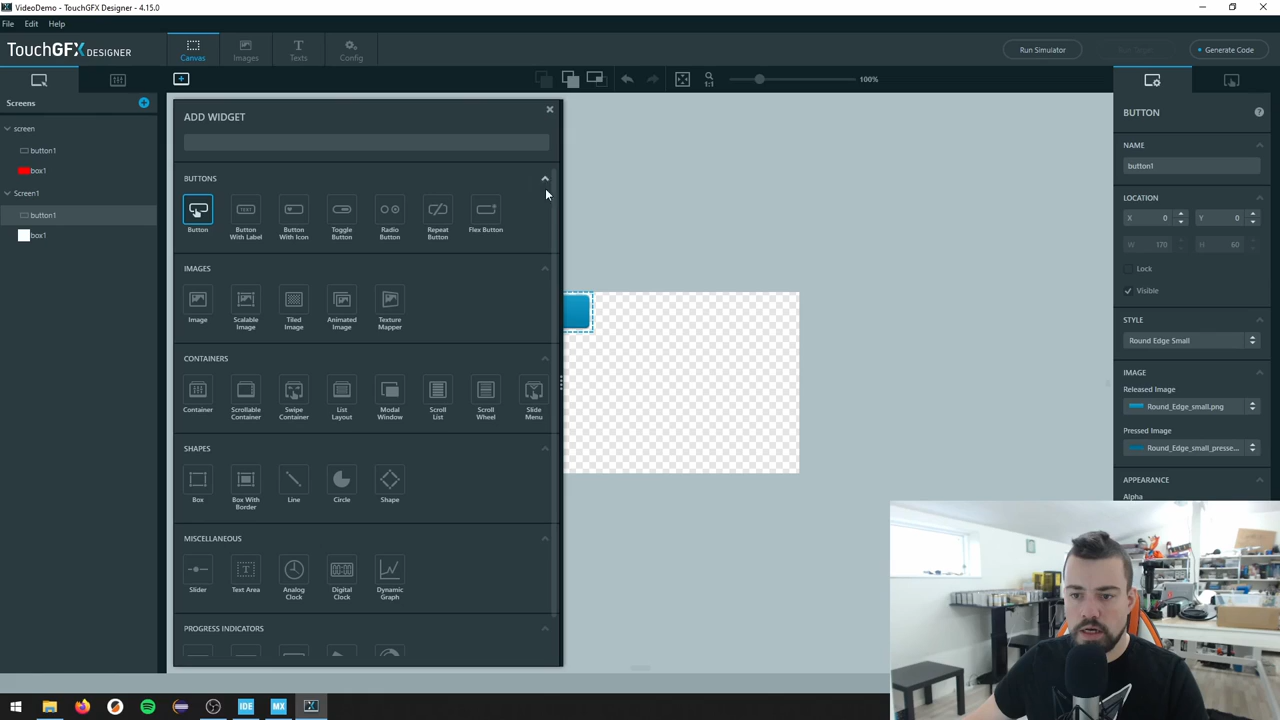 VideoDemo - TouchGFX Designer - 4.15.0
File Edit Help
TouchGFX DESIGNER
Canvas
Images
Texts
Config
Run Simulator
Generate Code
100%
Screens
screen
button1
box1
Screen1
button1
box1
ADD WIDGET
BUTTONS
Button
Button With Label
Button With Icon
Toggle Button
Radio Button
Repeat Button
Flex Button
TEXT
IMAGES
Image
Scalable Image
Tiled Image
Animated Image
Texture Mapper
CONTAINERS
Container
Scrollable Container
Swipe Container
List Layout
Modal Window
Scroll List
Scroll Wheel
Slide Menu
SHAPES
Box
Box With Border
Line
Circle
Shape
MISCELLANEOUS
Slider
Text Area
Analog Clock
Digital Clock
Dynamic Graph
PROGRESS INDICATORS
BUTTON
NAME
button1
LOCATION
X 0 Y 0
W 170 H 60
Lock
Visible
STYLE
Round Edge Small
IMAGE
Released Image
Round_Edge_small.png
Pressed Image
Round_Edge_small_presse...
APPEARANCE
Alpha
IDE
MX